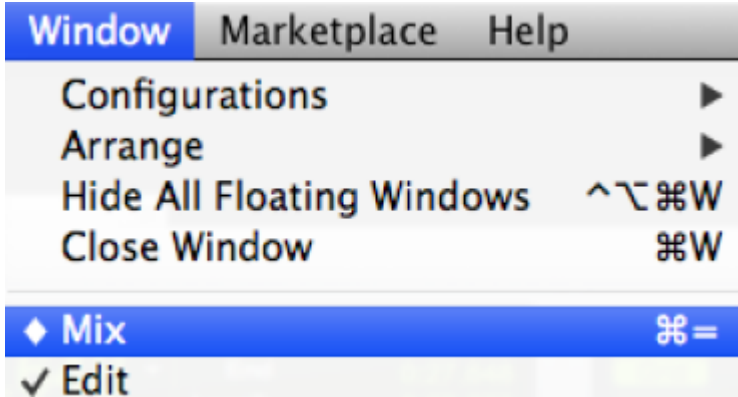 Window Marketplace Help
Configurations ▶
Arrange ▶
Hide All Floating Windows ^⌥⌘W
Close Window ⌘W
♦ Mix ⌘=
✓ Edit